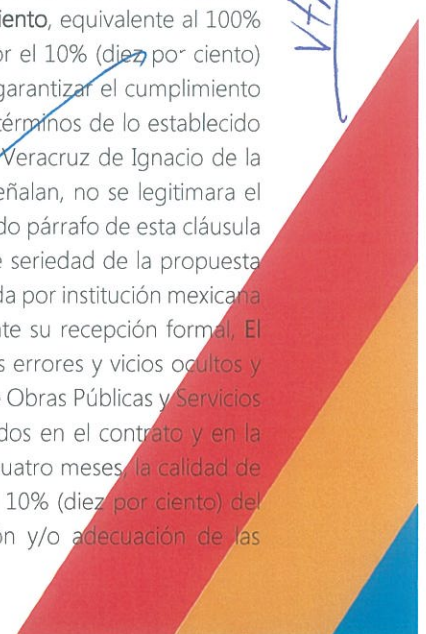 iento, equivalente al 100%
or el 10% (diez por ciento)
garantizar el cumplimiento
términos de lo establecido
Veracruz de Ignacio de la
eñalan, no se legitimara el
do párrafo de esta cláusula
e seriedad de la propuesta
da por institución mexicana
nte su recepción formal, El
s errores y vicios ocultos y
Obras Públicas y Servicios
dos en el contrato y en la
uatro meses, la calidad de
10% (diez por ciento) del
ón y/o adecuación de las